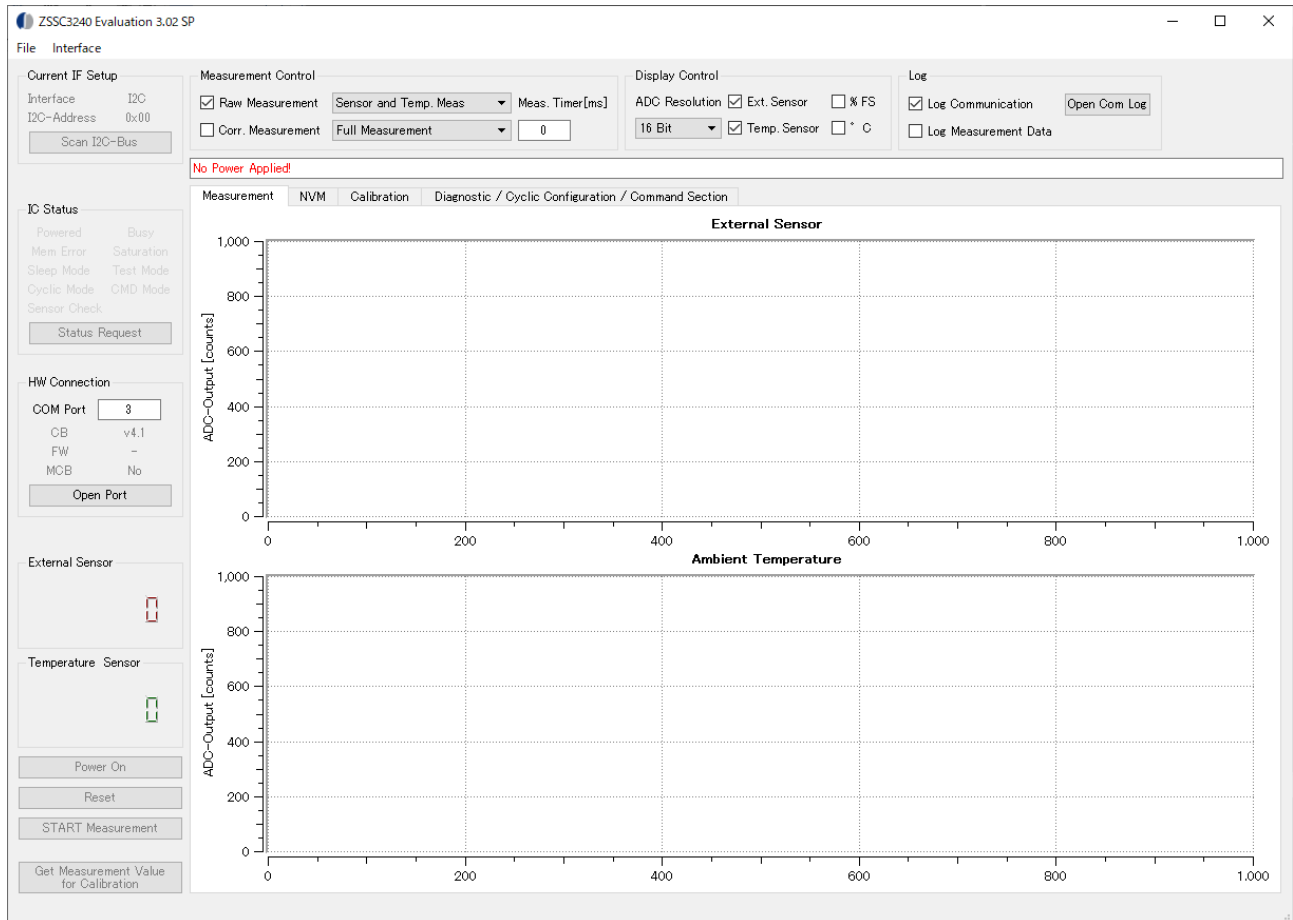 ZSSC3240 Evaluation 3.02 SP
File Interface
Current IF Setup
Interface I2C
I2C-Address 0x00
Scan I2C-Bus
Measurement Control
Raw Measurement Sensor and Temp. Meas Meas. Timer[ms]
Corr. Measurement Full Measurement 0
Display Control
ADC Resolution Ext. Sensor % FS
16 Bit Temp. Sensor ° C
Log
Log Communication Open Com Log
Log Measurement Data
No Power Applied!
IC Status
Powered Busy
Mem Error Saturation
Sleep Mode Test Mode
Cyclic Mode CMD Mode
Sensor Check
Status Request
HW Connection
COM Port 3
CB v4.1
FW -
MCB No
Open Port
External Sensor
0
Temperature Sensor
0
Power On
Reset
START Measurement
Get Measurement Value
for Calibration
Measurement NVM Calibration Diagnostic / Cyclic Configuration / Command Section
External Sensor
ADC-Output [counts]
1,000
800
600
400
200
0
0 200 400 600 800 1.000
Ambient Temperature
ADC-Output [counts]
1,000
800
600
400
200
0
0 200 400 600 800 1.000